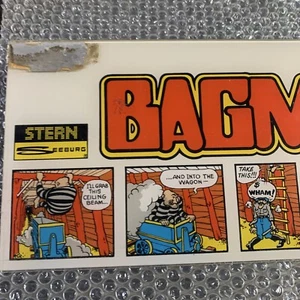 BAGM
STERN
SEEBURG
I'LL GRAB
THIS
CEILING
BEAM...
...AND INTO THE
WAGON—
TAKE
THIS!!!
WHAM!